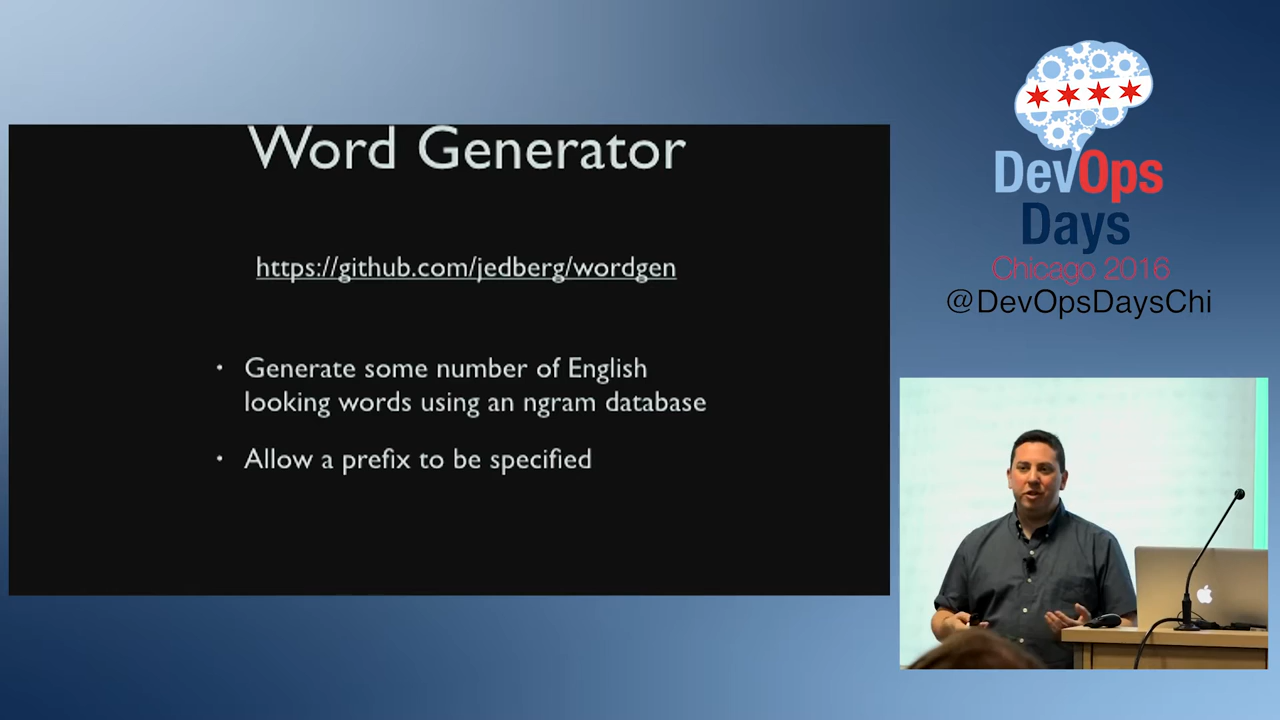 Word Generator
https://github.com/jedberg/wordgen
• Generate some number of English
looking words using an ngram database
• Allow a prefix to be specified
DevOps
Days
Chicago 2016
@DevOpsDaysChi